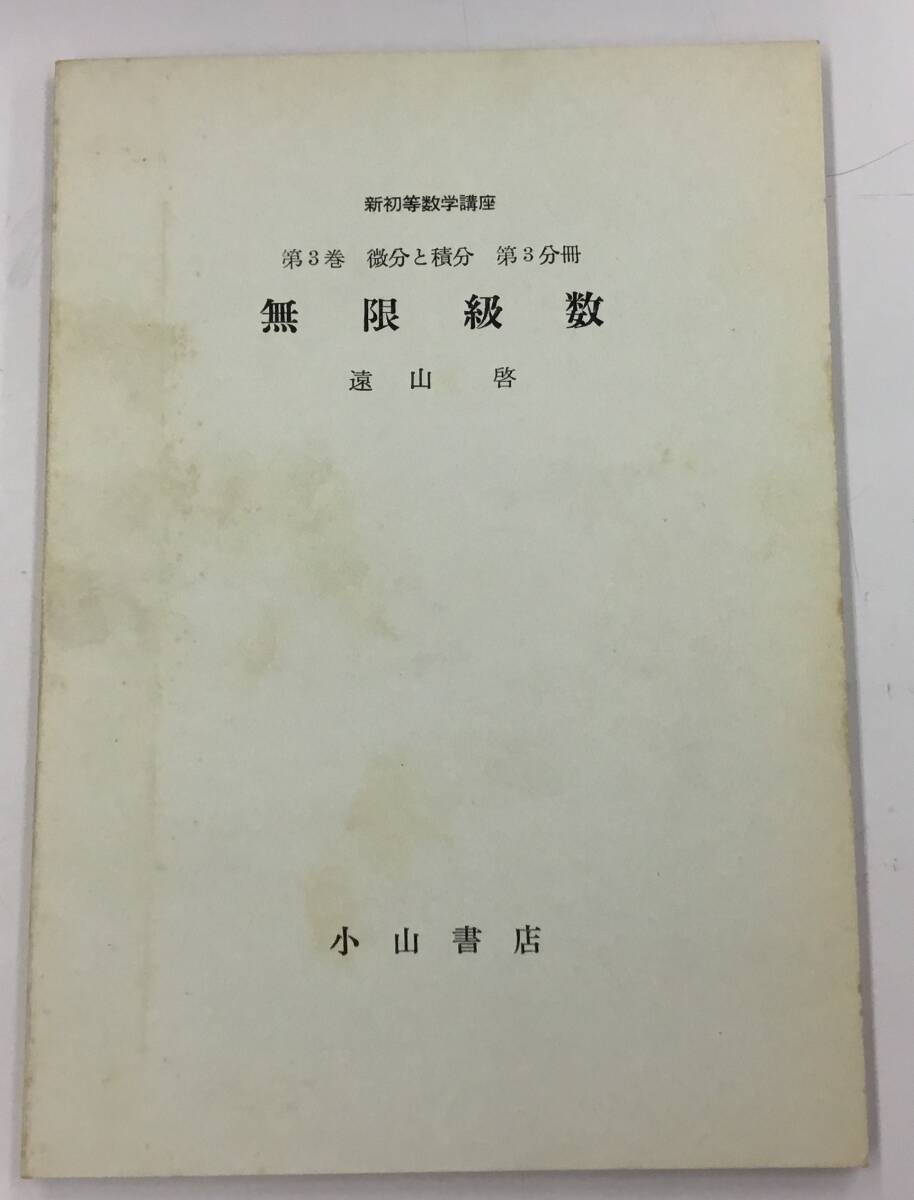 新初等数学講座
第3巻 微分と積分 第3分冊
無限級数
遠山 啓
小山書店